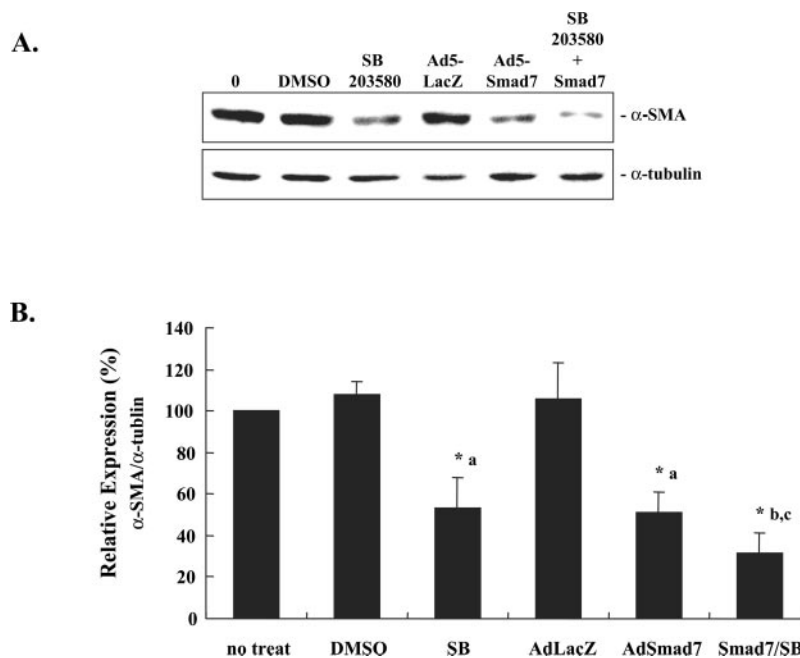 A.
0
DMSO
SB
203580
Ad5-
LacZ
Ad5-
Smad7
SB
203580
+
Smad7
- α-SMA
- α-tubulin
B.
Relative Expression (%)
α-SMA/α-tublin
140
120
100
80
60
40
20
0
* a
* a
* b,c
no treat DMSO SB AdLacZ AdSmad7 Smad7/SB